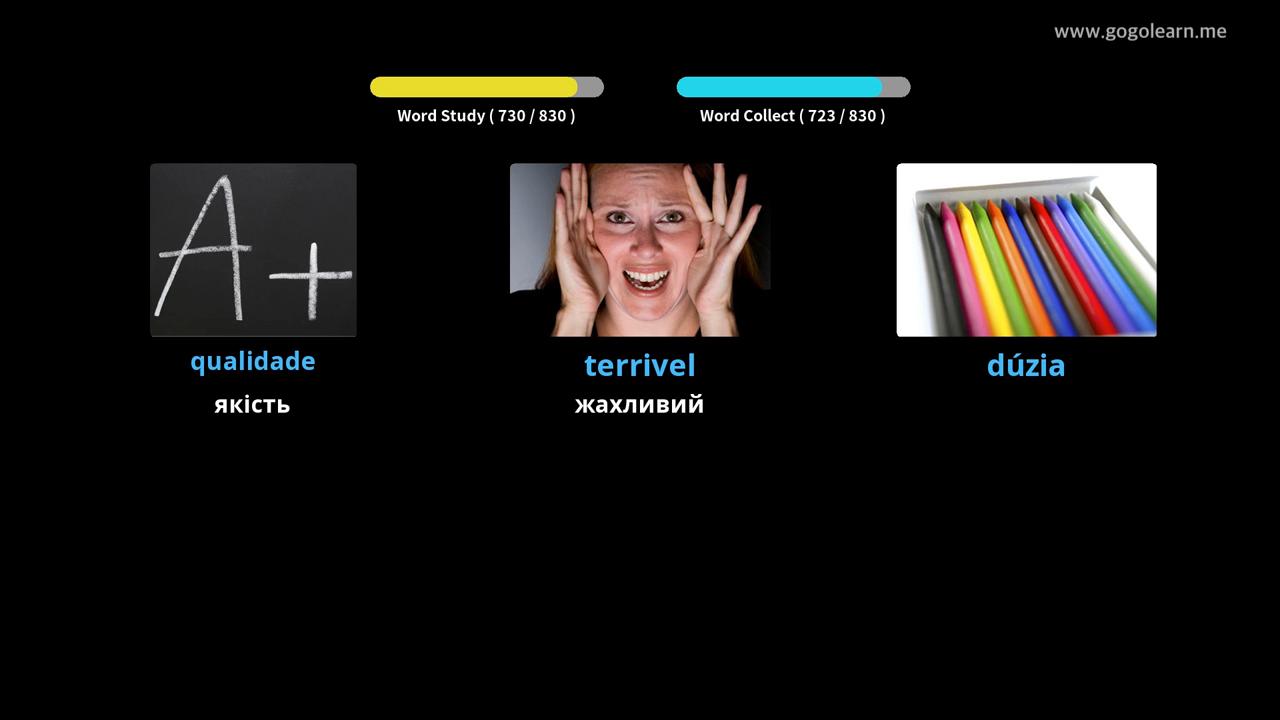 www.gogolearn.me
Word Study ( 730 / 830 )
Word Collect ( 723 / 830 )
A+
qualidade
terrivel
dúzia
якість
жахливий